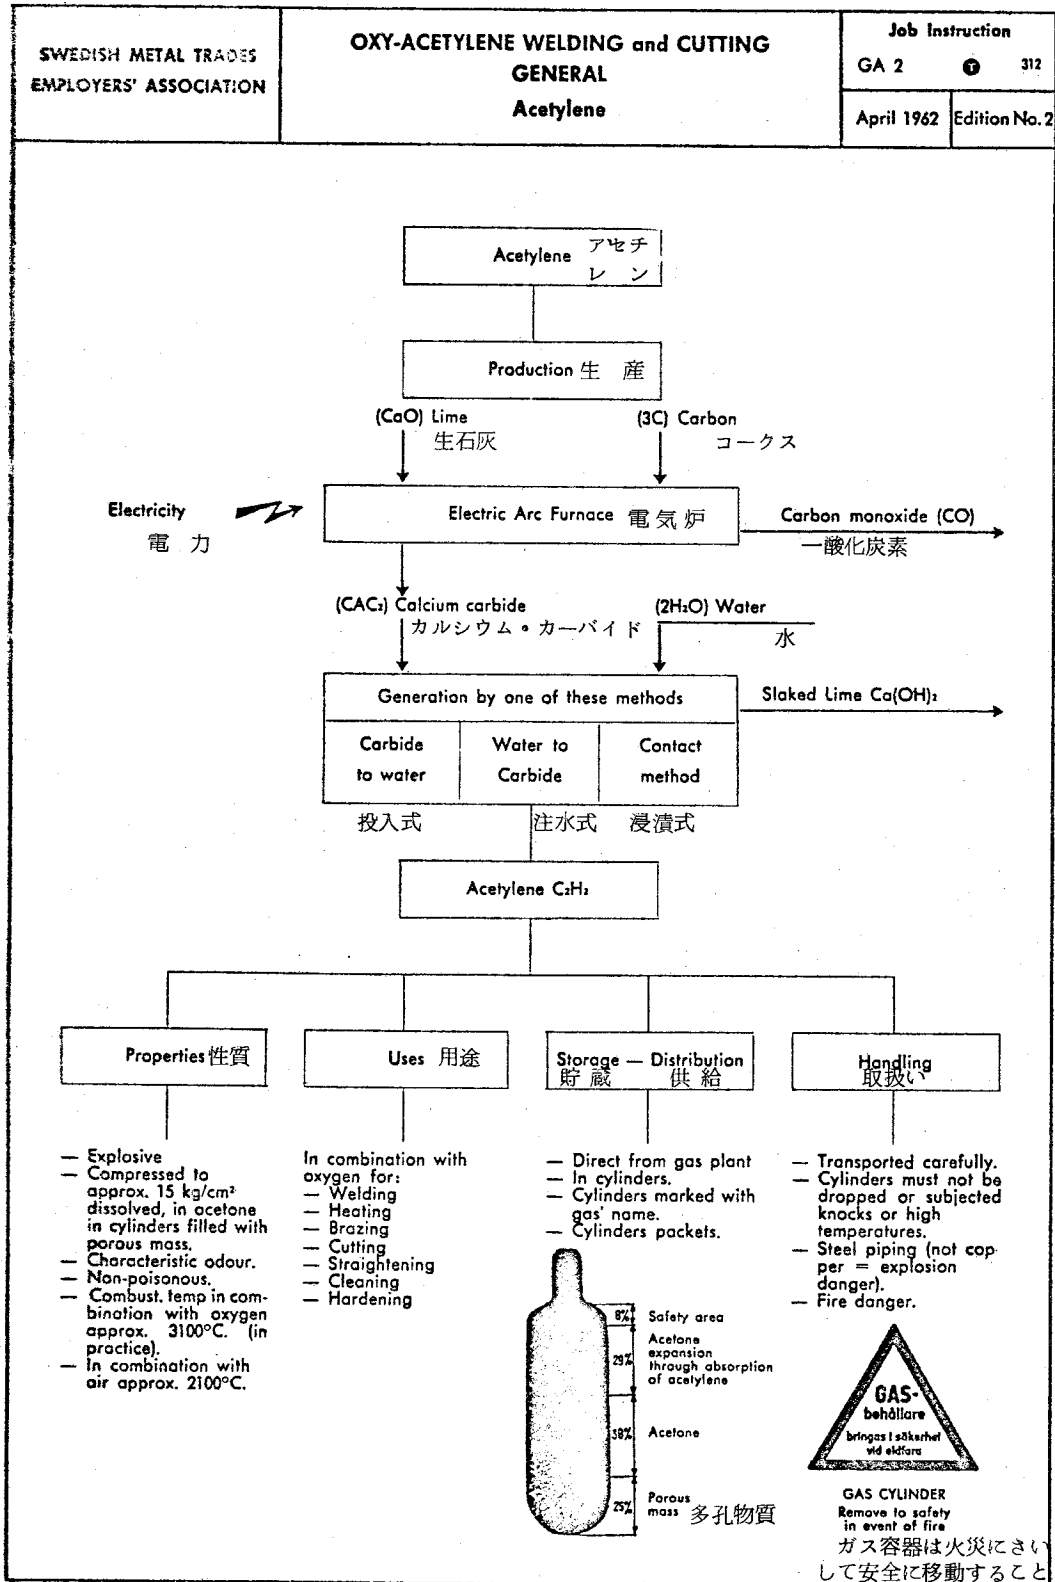 SWEDISH METAL TRADES
EMPLOYERS' ASSOCIATION
OXY-ACETYLENE WELDING and CUTTING
GENERAL
Acetylene
Job Instruction
GA 2 T 312
April 1962
Edition No. 2
Acetylene アセチ
レン
Production 生 産
(CaO) Lime
生石灰
(3C) Carbon
コークス
Electricity
電 力
Electric Arc Furnace 電気炉
Carbon monoxide (CO)
一酸化炭素
(CAC₂) Calcium carbide
カルシウム・カーバイド
(2H₂O) Water
水
Generation by one of these methods
Slaked Lime Ca(OH)₂
Carbide
to water
Water to
Carbide
Contact
method
投入式
注水式
浸漬式
Acetylene C₂H₂
Properties 性質
Uses 用途
Storage — Distribution
貯 蔵 供 給
Handling
取扱い
— Explosive
— Compressed to
approx. 15 kg/cm²
dissolved, in acetone
in cylinders filled with
porous mass.
— Characteristic odour.
— Non-poisonous.
— Combust. temp in com-
bination with oxygen
approx. 3100°C. (in
practice).
— In combination with
air approx. 2100°C.
In combination with
oxygen for:
— Welding
— Heating
— Brazing
— Cutting
— Straightening
— Cleaning
— Hardening
— Direct from gas plant
— In cylinders.
— Cylinders marked with
gas' name.
— Cylinders packets.
8% Safety area
29%
Acetone
expansion
through absorption
of acetylene
38% Acetone
25%
Porous
mass 多孔物質
— Transported carefully.
— Cylinders must not be
dropped or subjected
knocks or high
temperatures.
— Steel piping (not cop
per = explosion
danger).
— Fire danger.
GAS-
behållare
bringas i säkerhet
vid eldfara
GAS CYLINDER
Remove to safety
in event of fire
ガス容器は火災にさい
して安全に移動すること